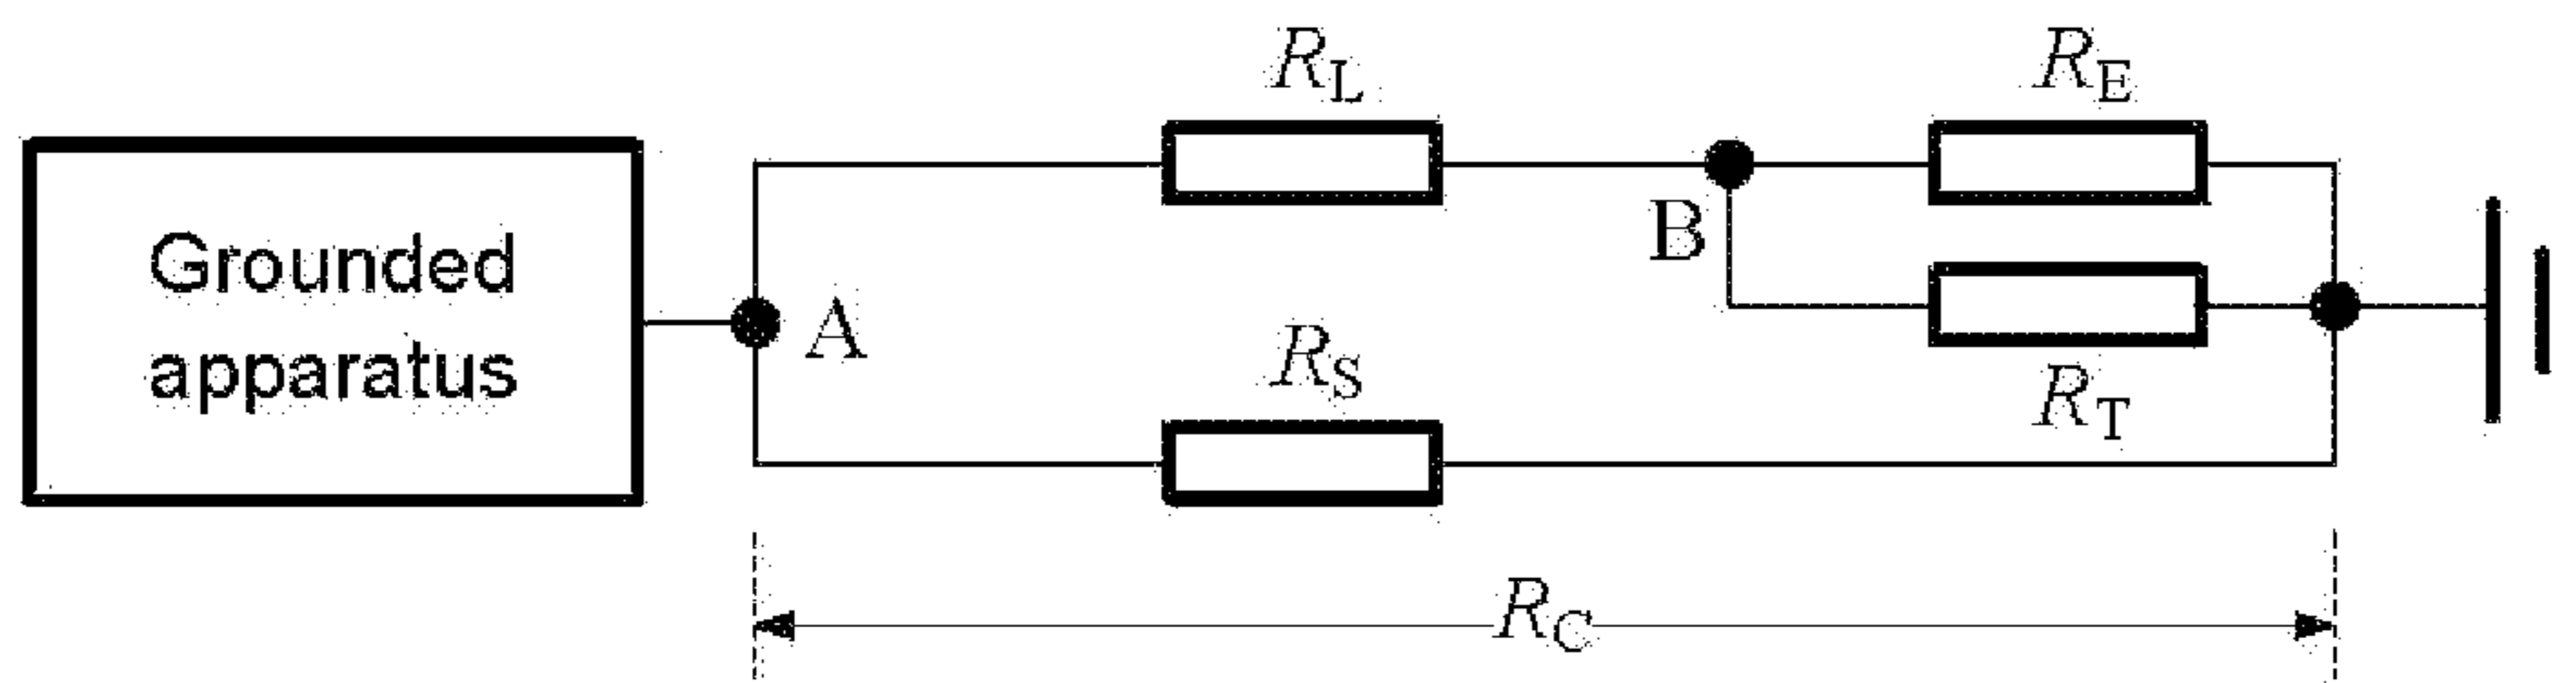 Grounded
apparatus
A
R_L
R_S
B
R_E
R_T
R_C